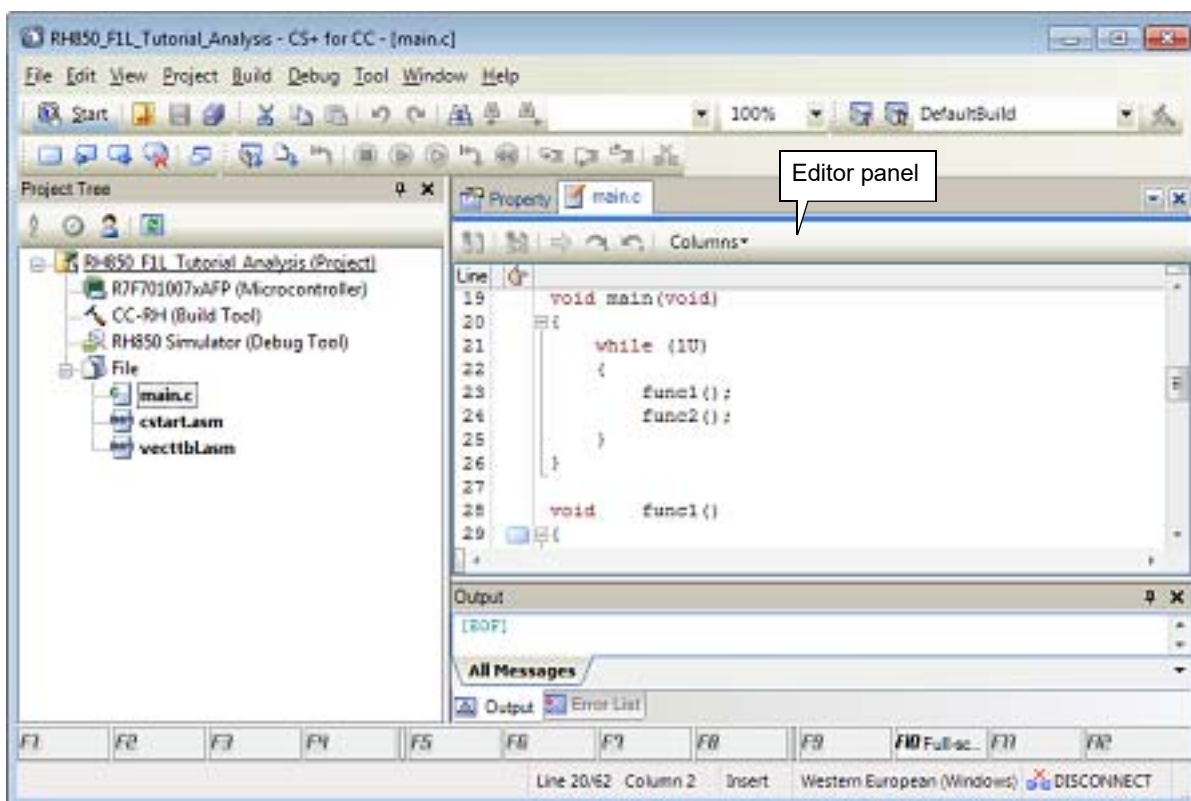 RH850_F1L_Tutorial_Analysis - CS+ for CC - [main.c]
File Edit View Project Build Debug Tool Window Help
Start 100% DefaultBuild
Editor panel
Project Tree
RH850_F1L_Tutorial_Analysis (Project)
R7F701007xAFP (Microcontroller)
CC-RH (Build Tool)
RH850 Simulator (Debug Tool)
File
main.c
cstart.asm
vecttbl.asm
Property main.c
Columns
Line
19 void main(void)
20 {
21 while (1U)
22 {
23 func1();
24 func2();
25 }
26 }
27
28 void func1()
29 {
Output
[EOF]
All Messages
Output Error List
F1 F2 F3 F4 F5 F6 F7 F8 F9 F10 Full-sc... F11 F12
Line 20/62 Column 2 Insert Western European (Windows) DISCONNECT